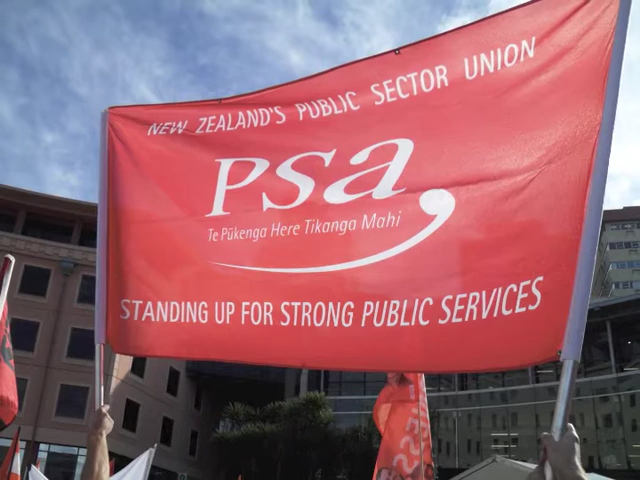 NEW ZEALAND'S PUBLIC SECTOR UNION
PSa
Te Pūkenga Here Tikanga Mahi
STANDING UP FOR STRONG PUBLIC SERVICES